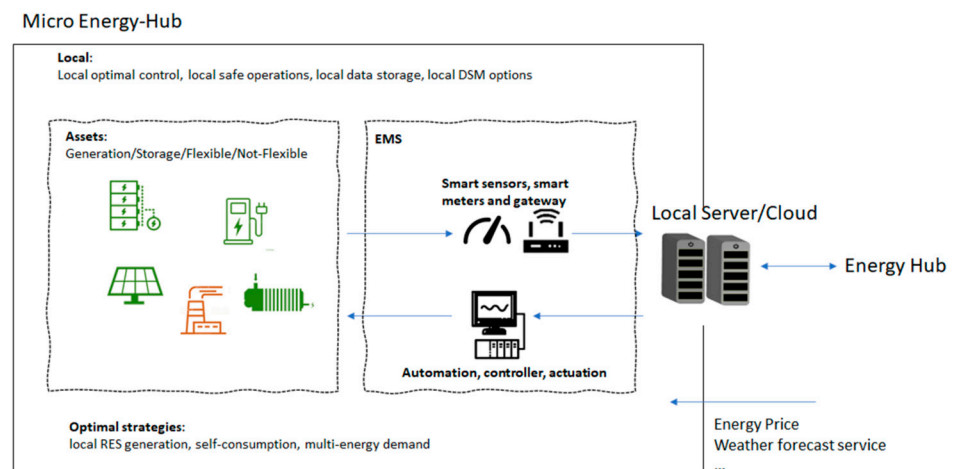 Micro Energy-Hub
Local:
Local optimal control, local safe operations, local data storage, local DSM options
Assets:
Generation/Storage/Flexible/Not-Flexible
EMS
Smart sensors, smart
meters and gateway
Automation, controller, actuation
Local Server/Cloud
Energy Hub
Optimal strategies:
local RES generation, self-consumption, multi-energy demand
Energy Price
Weather forecast service
...